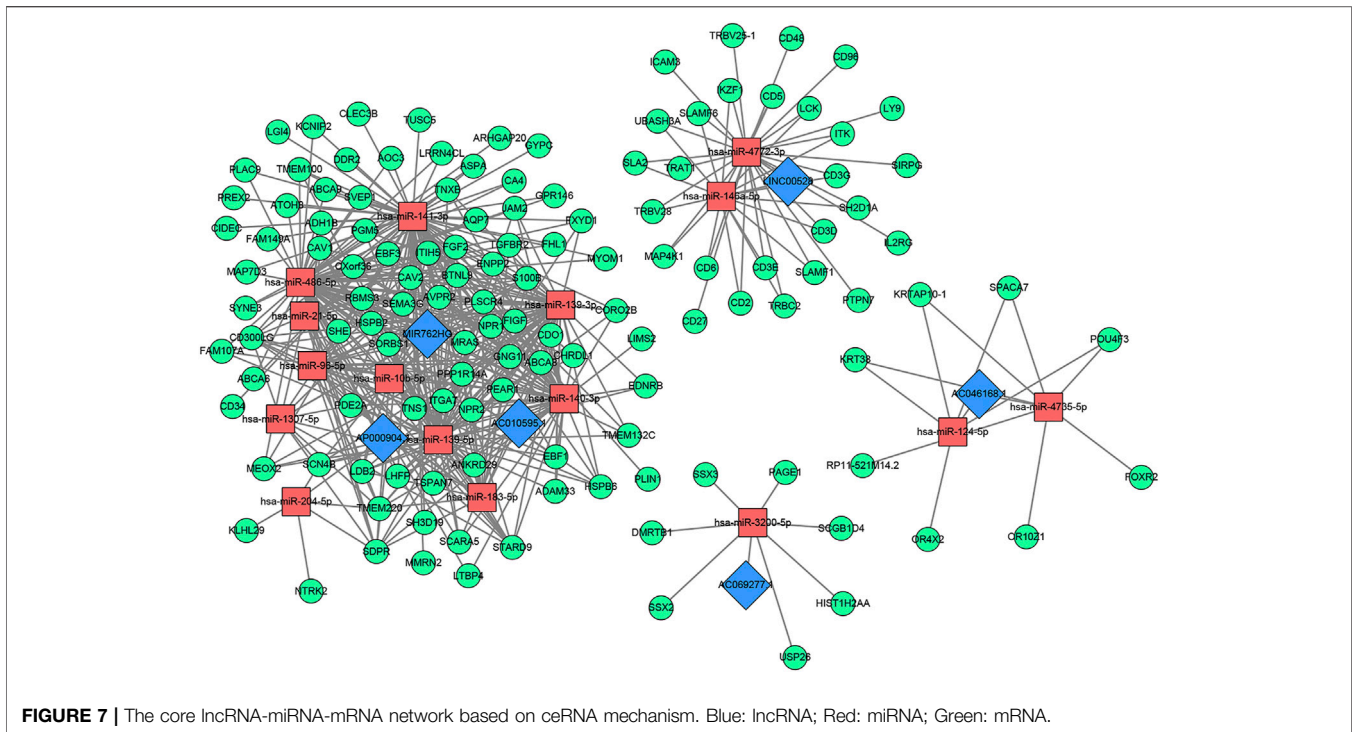 TRBV25-1
CD48
ICAM3
CD96
IKZF1
CD5
LCK
LY9
SLAMF6
UBASH3A
ITK
hsa-miR-4772-3p
SLA2
TRAT1
SIRPG
CD3G
LINC00528
hsa-miR-146a-5p
TRBV28
SH2D1A
CD3D
IL2RG
MAP4K1
CD6
CD3E
SLAMF1
CD2
TRBC2
PTPN7
CD27
CLEC3B
TUSC5
KCNIP2
LGI4
ARHGAP20
GYPC
DDR2
AOC3
LRRN4CL
ASPA
PLAC9
TMEM100
CA4
PREX2
ABCA9
SVEP1
TNXB
GPR146
ATOH8
JAM2
CIDEC
ADH1B
hsa-miR-141-3p
AQP7
FXYD1
FAM149A
CAV1
PGM5
EBF3
ITIH5
FGF2
TGFBR2
FHL1
MAP7D3
CXorf36
ENPP2
MYOM1
hsa-miR-486-5p
CAV2
BTNL9
S100B
SYNE3
RBMS3
SEMA3G
AVPR2
PLSCR4
hsa-miR-139-3p
CORO2B
hsa-miR-21-5p
HSPB2
NPR1
FIGF
CD300LG
SHE
SORBS1
MIR762HG
MRAS
CDO1
LIMS2
FAM107A
GNG11
ABCA8
CHRDL1
hsa-miR-95-5p
hsa-miR-10b-5p
PPP1R14A
ABCA6
PEAR1
EDNRB
CD34
PDE2A
TNS1
ITGA7
NPR2
hsa-miR-140-3p
hsa-miR-1307-5p
AP000904.1
hsa-miR-139-5p
AC010595.1
TMEM132C
MEOX2
SCN4B
LDB2
LHFP
TSPAN7
ANKRD29
EBF1
PLIN1
ADAM33
HSPB6
hsa-miR-204-5p
TMEM220
hsa-miR-183-5p
KLHL29
SH3D19
SCARA5
STARD9
SDPR
MMRN2
LTBP4
NTRK2
KRTAP10-1
SPACA7
POU4F3
KRT38
AC046168.1
hsa-miR-4735-5p
hsa-miR-124-5p
RP11-521M14.2
FOXR2
OR4X2
OR10Z1
SSX3
PAGE1
hsa-miR-3200-5p
SCGB1D4
DMRTB1
AC069277.1
SSX2
HIST1H2AA
USP26
FIGURE 7 | The core lncRNA-miRNA-mRNA network based on ceRNA mechanism. Blue: lncRNA; Red: miRNA; Green: mRNA.